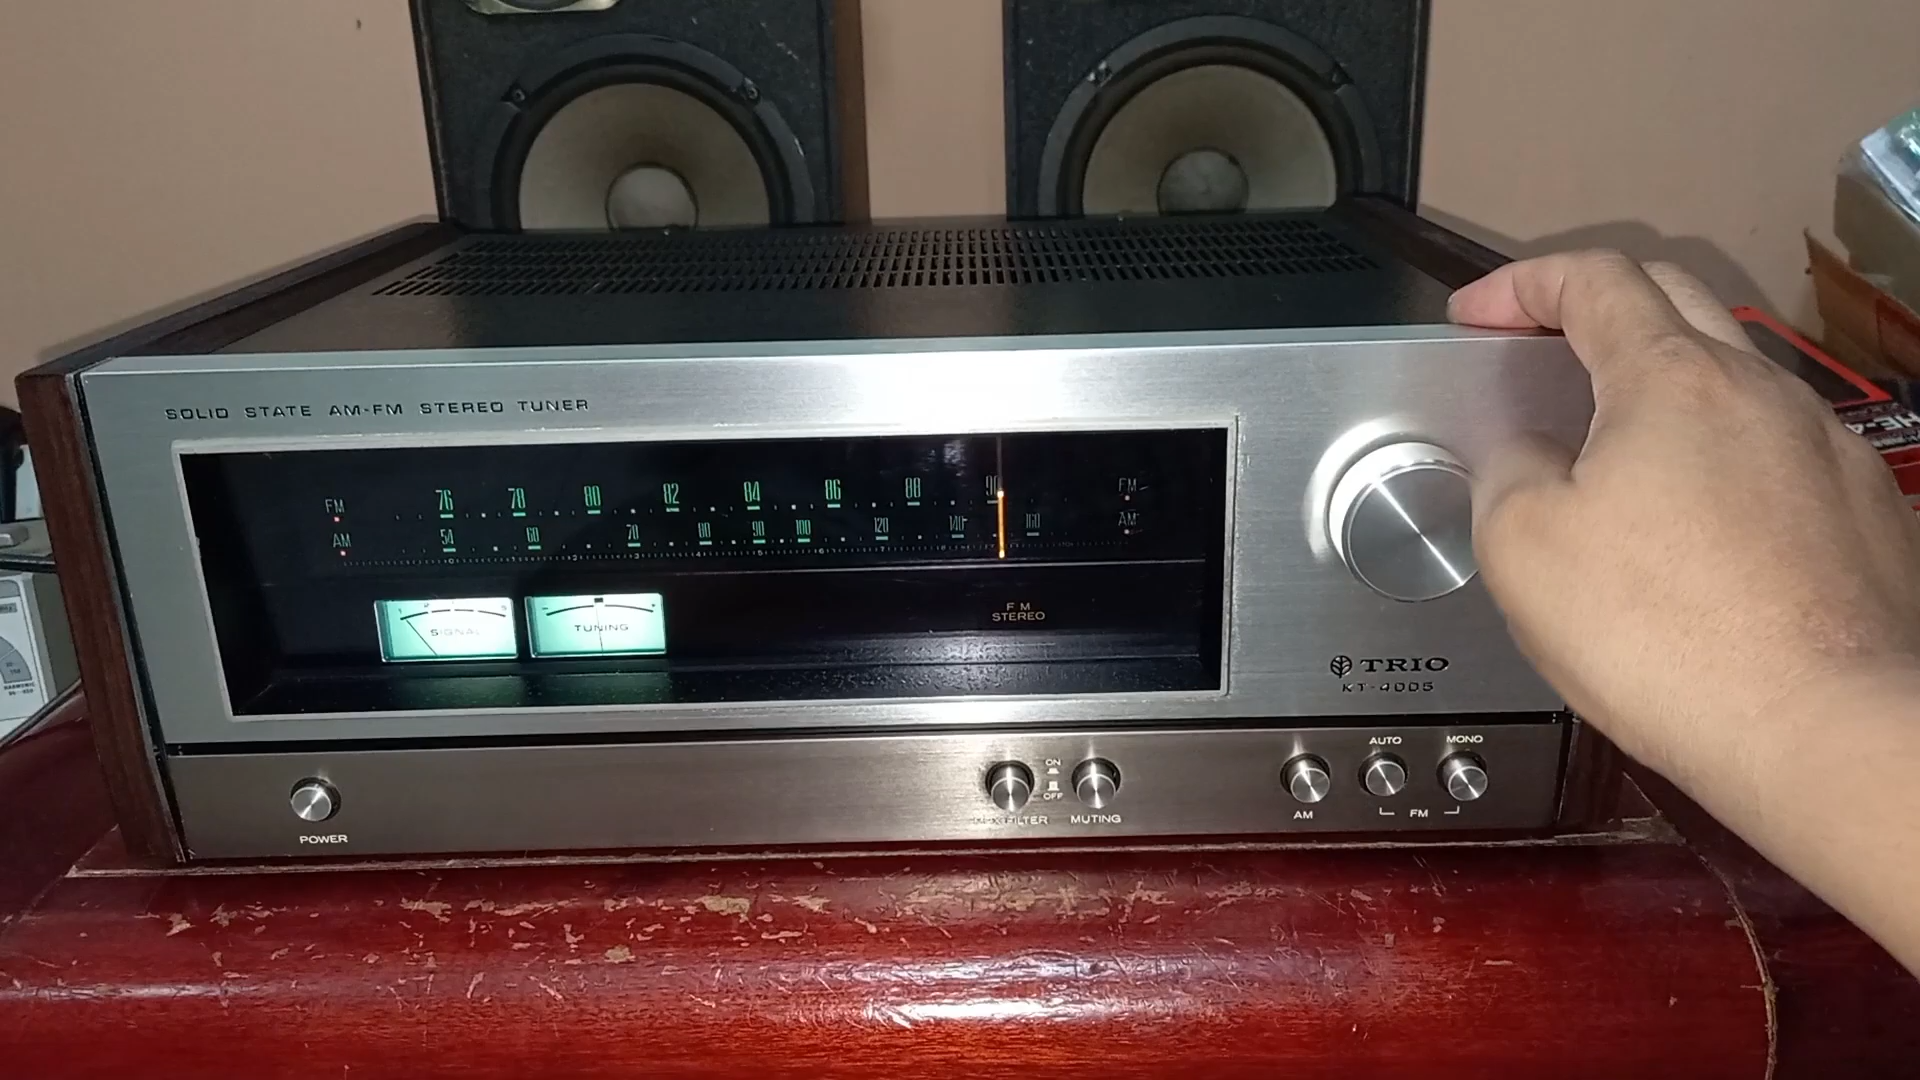 SOLID STATE AM-FM STEREO TUNER
FM 76 78 80 82 84 86 88 90 FM
AM 54 60 70 80 90 100 120 140 160 AM
SIGNAL
TUNING
FM
STEREO
TRIO
KT-4005
POWER
ON
OFF
FILTER
MUTING
AM
AUTO
MONO
FM